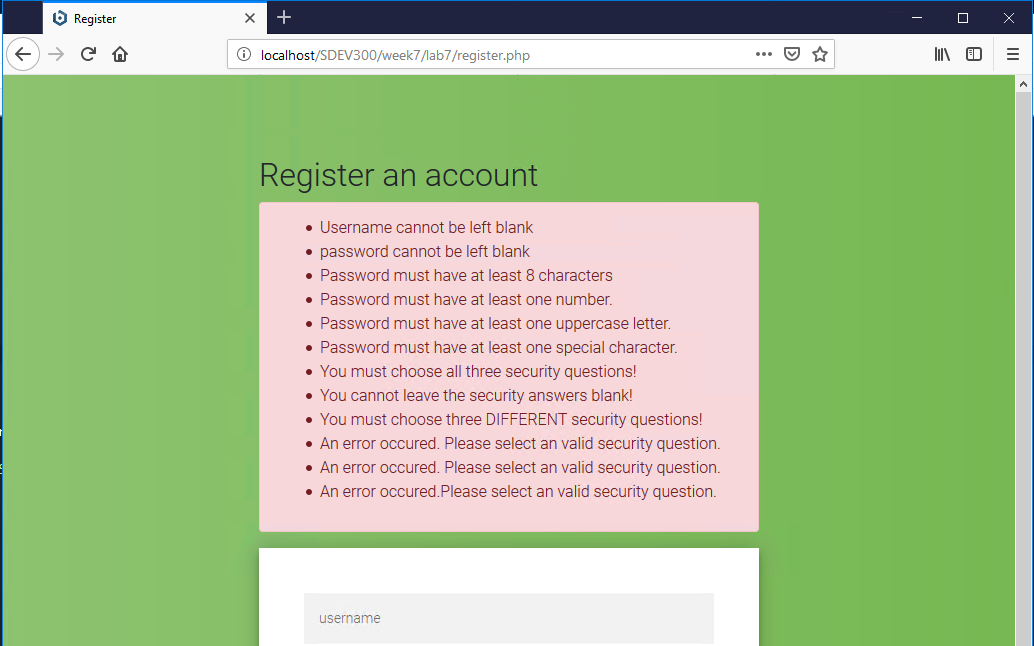 Register
localhost/SDEV300/week7/lab7/register.php
Register an account
Username cannot be left blank
password cannot be left blank
Password must have at least 8 characters
Password must have at least one number.
Password must have at least one uppercase letter.
Password must have at least one special character.
You must choose all three security questions!
You cannot leave the security answers blank!
You must choose three DIFFERENT security questions!
An error occured. Please select an valid security question.
An error occured. Please select an valid security question.
An error occured.Please select an valid security question.
username